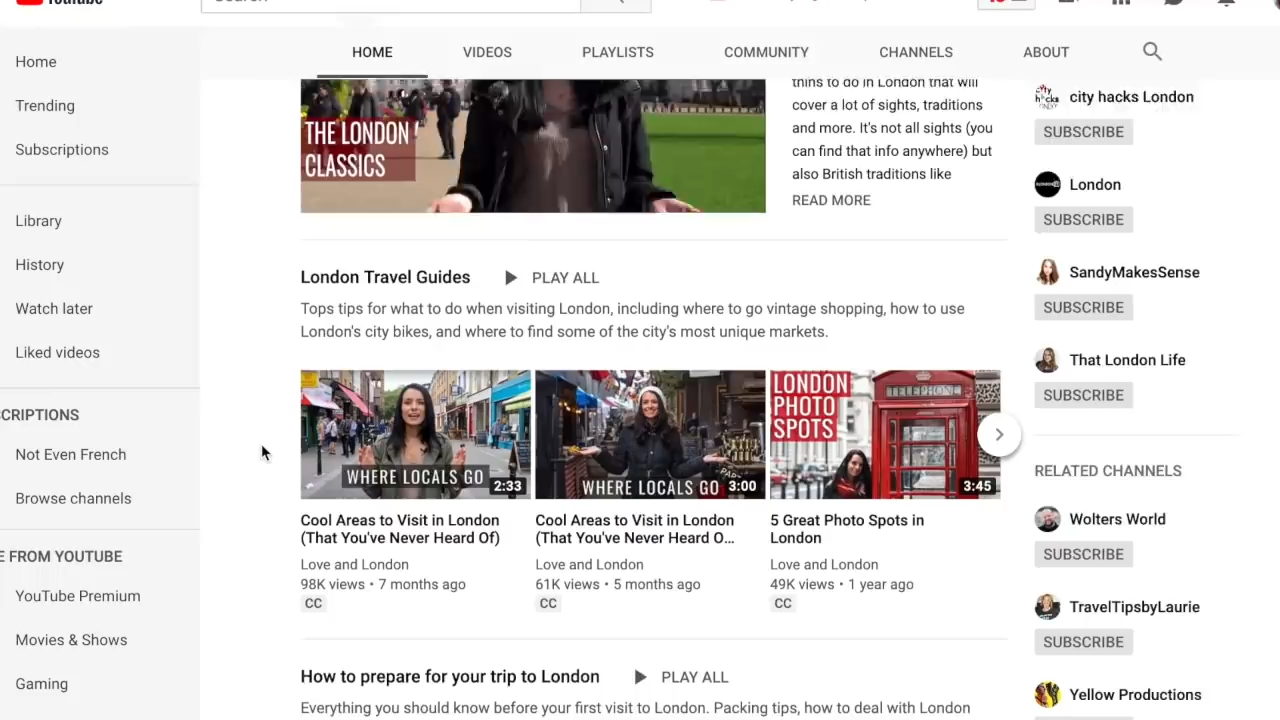 YouTube
HOME
VIDEOS
PLAYLISTS
COMMUNITY
CHANNELS
ABOUT
Home
Trending
Subscriptions
Library
History
Watch later
Liked videos
CRIPTIONS
Not Even French
Browse channels
E FROM YOUTUBE
YouTube Premium
Movies & Shows
Gaming
THE LONDON
CLASSICS
thins to do in London that will
cover a lot of sights, traditions
and more. It's not all sights (you
can find that info anywhere) but
also British traditions like
READ MORE
London Travel Guides
PLAY ALL
Tops tips for what to do when visiting London, including where to go vintage shopping, how to use
London's city bikes, and where to find some of the city's most unique markets.
WHERE LOCALS GO
2:33
Cool Areas to Visit in London
(That You've Never Heard Of)
Love and London
98K views • 7 months ago
CC
WHERE LOCALS GO
3:00
Cool Areas to Visit in London
(That You've Never Heard O...
Love and London
61K views • 5 months ago
CC
LONDON
PHOTO
SPOTS
TELEPHONE
3:45
5 Great Photo Spots in
London
Love and London
49K views • 1 year ago
CC
How to prepare for your trip to London
PLAY ALL
Everything you should know before your first visit to London. Packing tips, how to deal with London
city hacks London
SUBSCRIBE
London
SUBSCRIBE
SandyMakesSense
SUBSCRIBE
That London Life
SUBSCRIBE
RELATED CHANNELS
Wolters World
SUBSCRIBE
TravelTipsbyLaurie
SUBSCRIBE
Yellow Productions